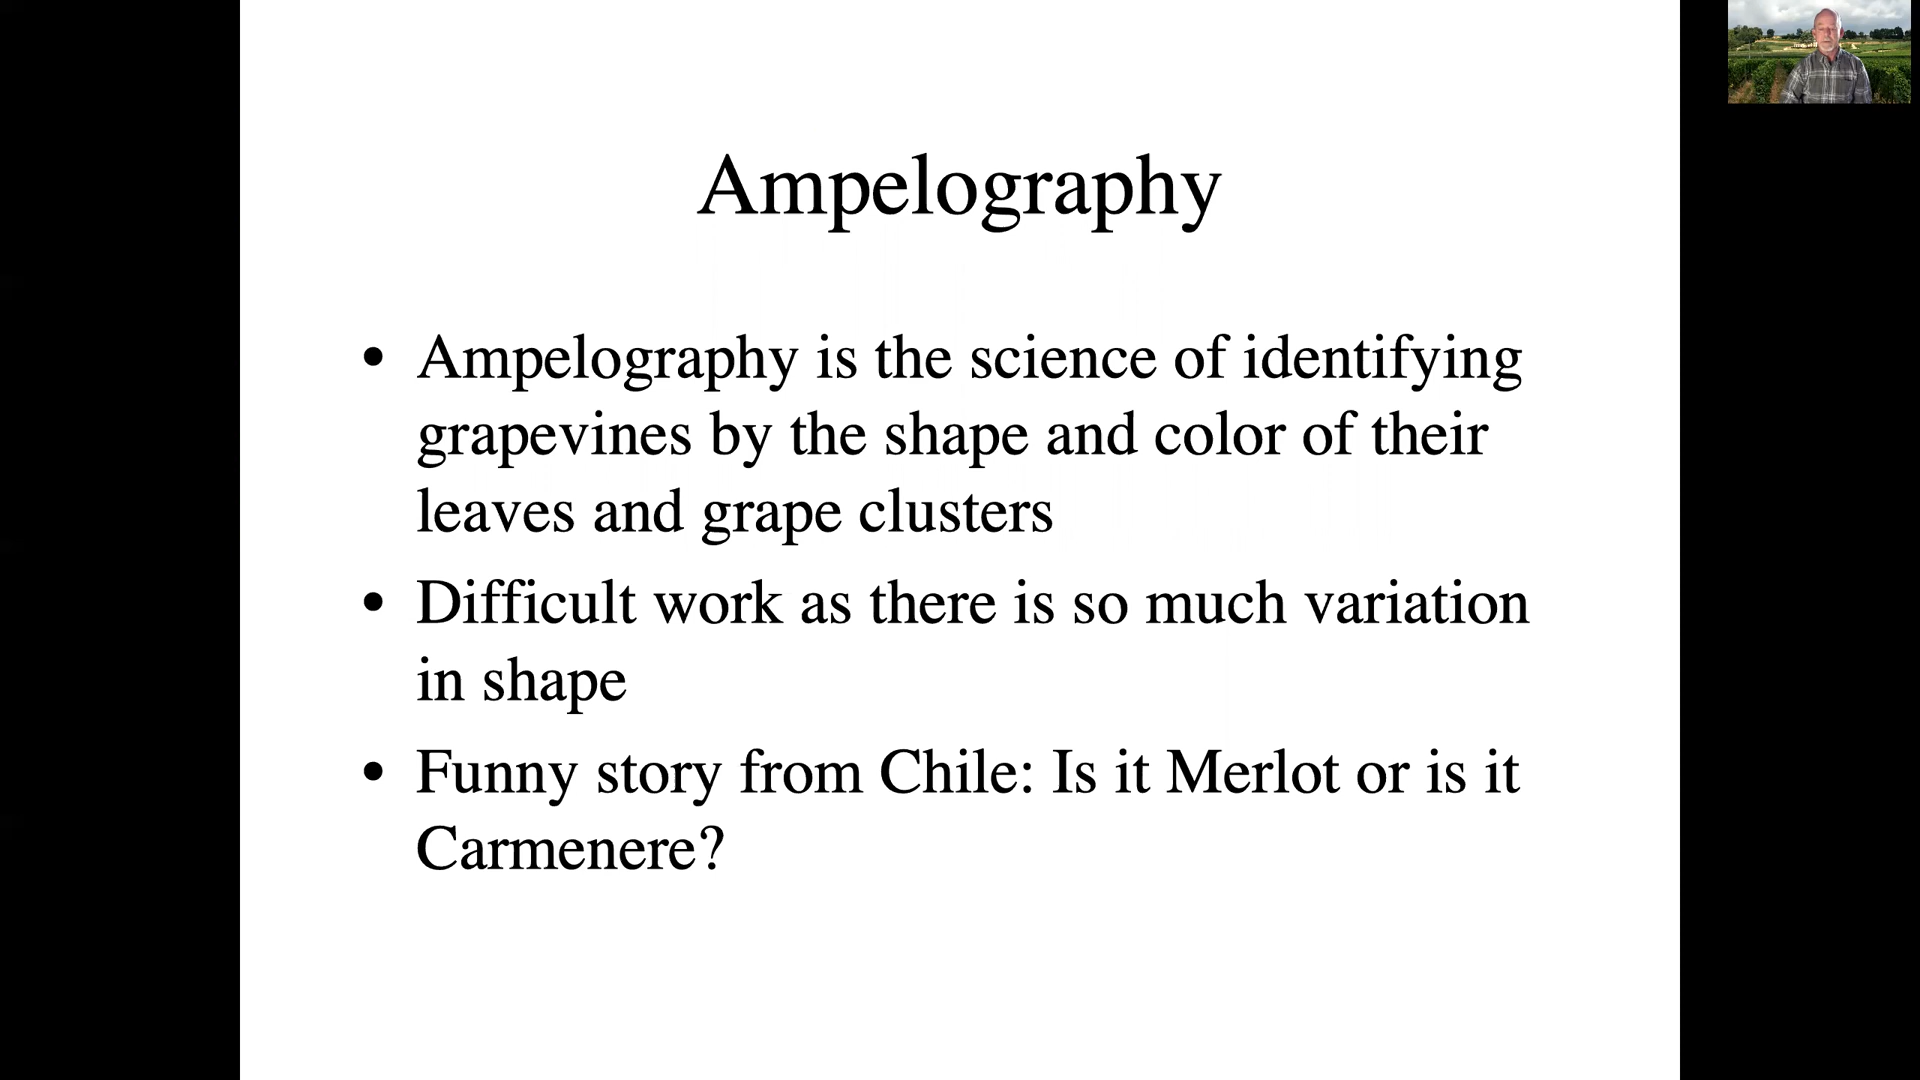 Ampelography
• Ampelography is the science of identifying
grapevines by the shape and color of their
leaves and grape clusters
• Difficult work as there is so much variation
in shape
• Funny story from Chile: Is it Merlot or is it
Carmenere?